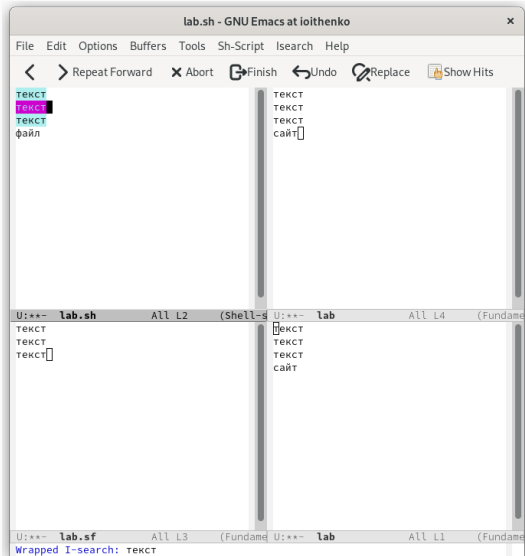 lab.sh - GNU Emacs at ioithenko
×
File Edit Options Buffers Tools Sh-Script Isearch Help
Repeat Forward Abort Finish Undo Replace Show Hits
текст
текст
текст
файл
U:**- lab.sh All L2 (Shell-s
текст
текст
текст
сайт
U:**- lab All L4 (Fundame
текст
текст
текст
U:**- lab.sf All L3 (Fundame
текст
текст
текст
сайт
U:**- lab All L1 (Fundame
Wrapped I-search: текст